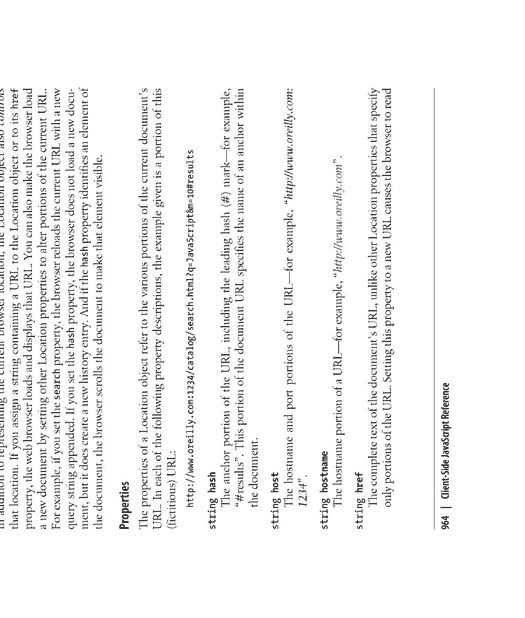 In addition to representing the current browser location, the Location object also controls
that location. If you assign a string containing a URL to the Location object or to its href
property, the web browser loads and displays that URL. You can also make the browser load
a new document by setting other Location properties to alter portions of the current URL.
For example, if you set the search property, the browser reloads the current URL with a new
query string appended. If you set the hash property, the browser does not load a new docu-
ment, but it does create a new history entry. And if the hash property identifies an element of
the document, the browser scrolls the document to make that element visible.
Properties
The properties of a Location object refer to the various portions of the current document's
URL. In each of the following property descriptions, the example given is a portion of this
(fictitious) URL:
http://www.oreilly.com:1234/catalog/search.html?q=JavaScript&m=10#results
string hash
The anchor portion of the URL, including the leading hash (#) mark—for example,
"#results". This portion of the document URL specifies the name of an anchor within
the document.
string host
The hostname and port portions of the URL—for example, "http://www.oreilly.com:
1234".
string hostname
The hostname portion of a URL—for example, "http://www.oreilly.com".
string href
The complete text of the document's URL, unlike other Location properties that specify
only portions of the URL. Setting this property to a new URL causes the browser to read
964 | Client-Side JavaScript Reference